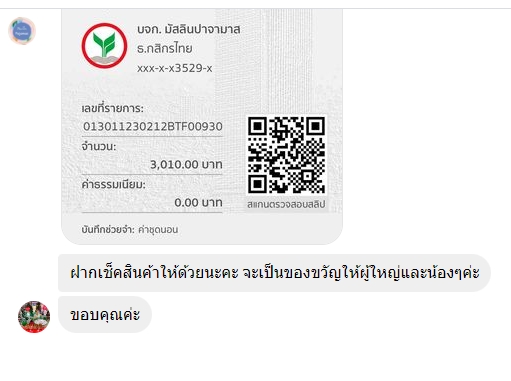 บจก. มัสลินปาจามาส
ธ.กสิกรไทย
xxx-x-x3529-x
เลขที่รายการ:
013011230212BTF00930
จำนวน:
3,010.00 บาท
ค่าธรรมเนียม:
0.00 บาท
สแกนตรวจสอบสลิป
บันทึกช่วยจำ: ค่าชุดนอน
ฝากเช็คสินค้าให้ด้วยนะคะ จะเป็นของขวัญให้ผู้ใหญ่และน้องๆค่ะ
ขอบคุณค่ะ